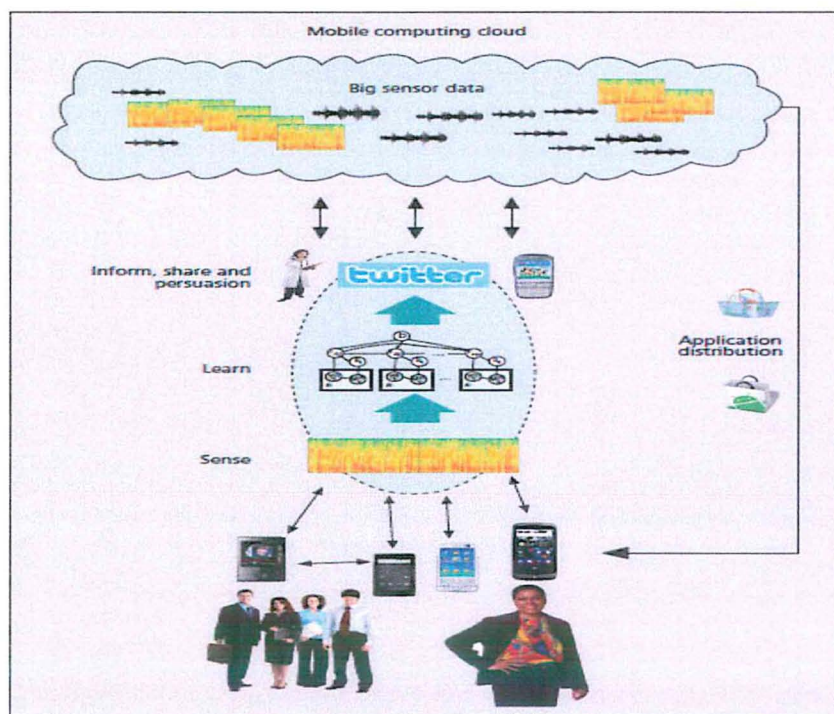 Mobile computing cloud
Big sensor data
Inform, share and
persuasion
twitter
Learn
Application
distribution
Sense